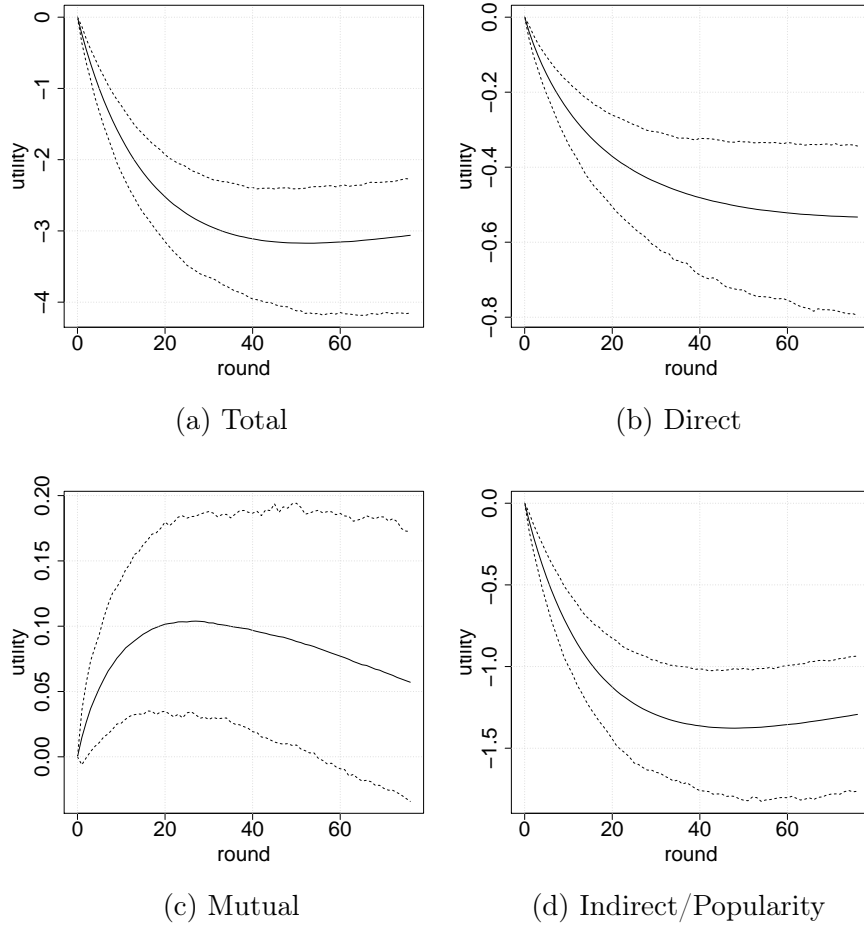 0
−1
−2
−3
−4
utility
0 20 40 60
round
(a) Total
0.0
−0.2
−0.4
−0.6
−0.8
utility
0 20 40 60
round
(b) Direct
0.20
0.15
0.10
0.05
0.00
utility
0 20 40 60
round
(c) Mutual
0.0
−0.5
−1.0
−1.5
utility
0 20 40 60
round
(d) Indirect/Popularity